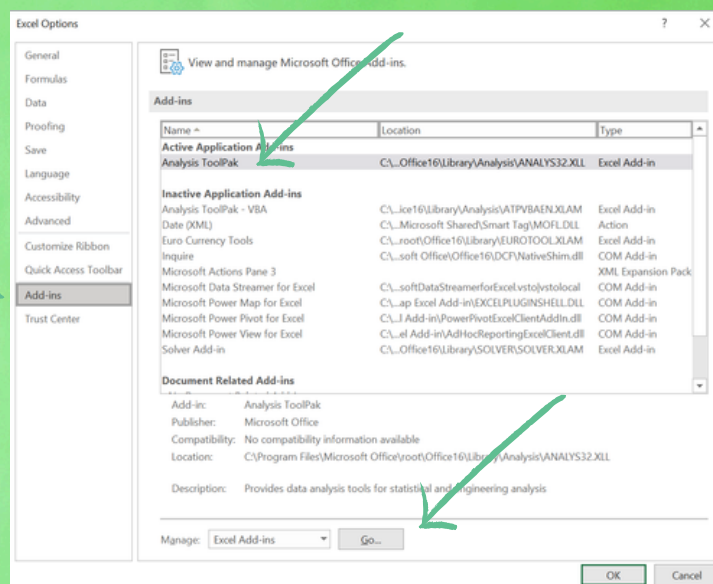 Excel Options ? ×
General
Formulas
Data
Proofing
Save
Language
Accessibility
Advanced
Customize Ribbon
Quick Access Toolbar
Add-ins
Trust Center
View and manage Microsoft Office Add-ins.
Add-ins
Name Location Type
Active Application Add-ins
Analysis ToolPak C:\...Office16\Library\Analysis\ANALYS32.XLL Excel Add-in
Inactive Application Add-ins
Analysis ToolPak - VBA C:\...ice16\Library\Analysis\ATPVBAEN.XLAM Excel Add-in
Date (XML) C:\...Microsoft Shared\Smart Tag\MOFL.DLL Action
Euro Currency Tools C:\...root\Office16\Library\EUROTOOL.XLAM Excel Add-in
Inquire C:\...soft Office\Office16\DCF\NativeShim.dll COM Add-in
Microsoft Actions Pane 3 XML Expansion Pack
Microsoft Data Streamer for Excel C:\...softDataStreamerforExcel.vsto|vstolocal COM Add-in
Microsoft Power Map for Excel C:\...ap Excel Add-in\EXCELPLUGINSHELL.DLL COM Add-in
Microsoft Power Pivot for Excel C:\...l Add-in\PowerPivotExcelClientAddIn.dll COM Add-in
Microsoft Power View for Excel C:\...el Add-in\AdHocReportingExcelClient.dll COM Add-in
Solver Add-in C:\...Office16\Library\SOLVER\SOLVER.XLAM Excel Add-in
Document Related Add-ins
Add-in: Analysis ToolPak
Publisher: Microsoft Office
Compatibility: No compatibility information available
Location: C:\Program Files\Microsoft Office\root\Office16\Library\Analysis\ANALYS32.XLL
Description: Provides data analysis tools for statistical and engineering analysis
Manage: Excel Add-ins Go...
OK Cancel